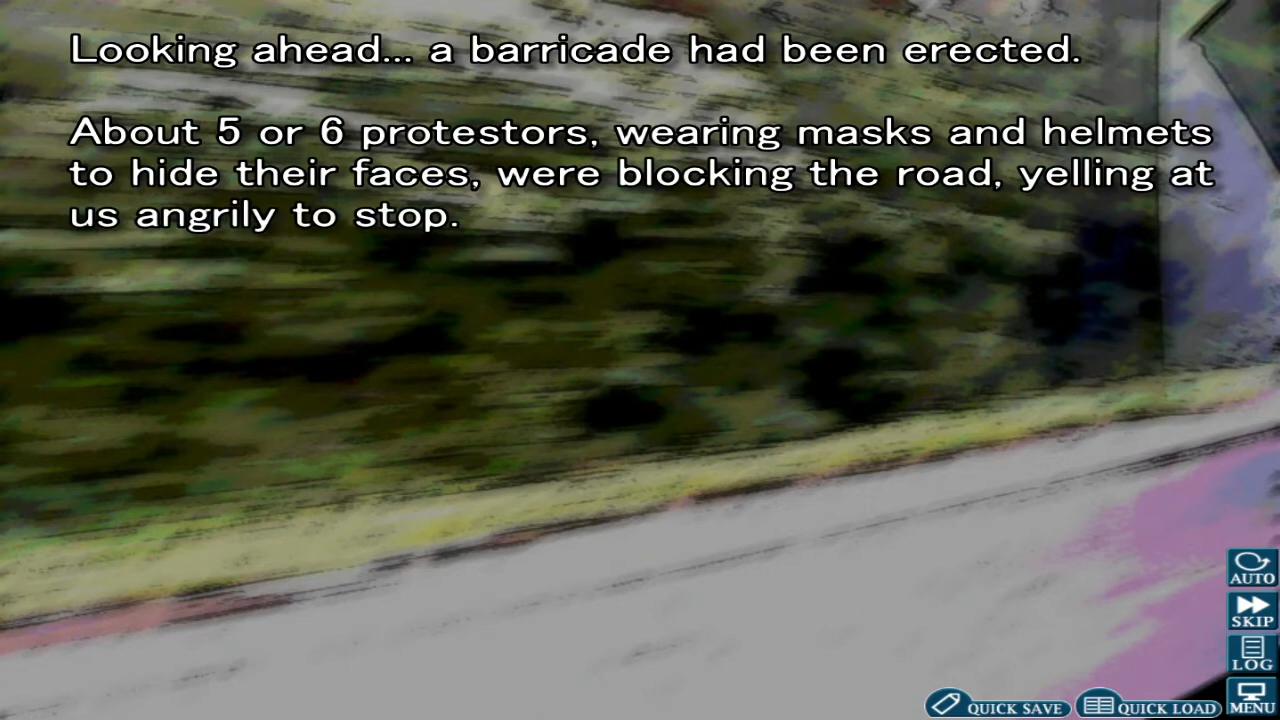 Looking ahead... a barricade had been erected.
About 5 or 6 protestors, wearing masks and helmets
to hide their faces, were blocking the road, yelling at
us angrily to stop.
AUTO
SKIP
LOG
QUICK SAVE
QUICK LOAD
MENU